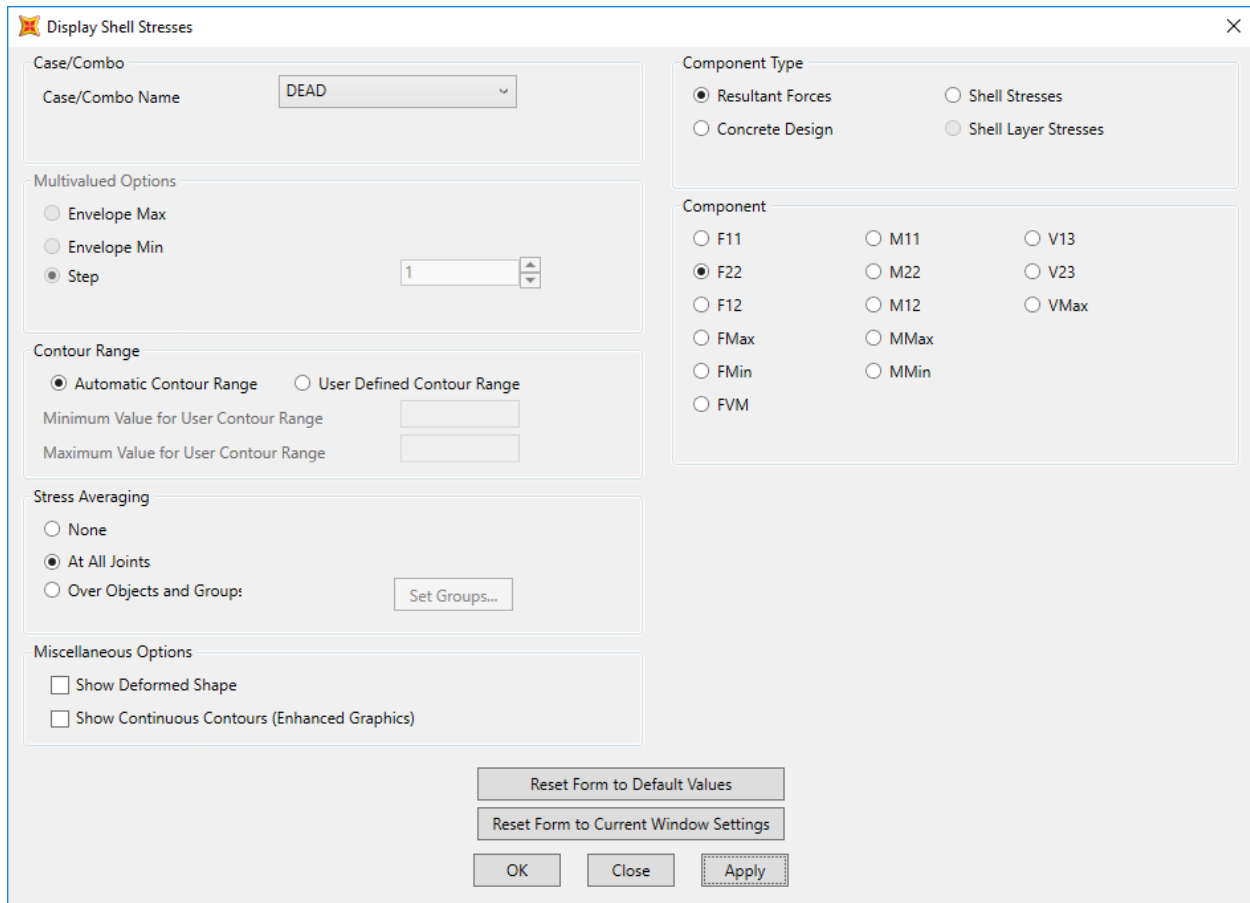 Display Shell Stresses
Case/Combo
Case/Combo Name
DEAD
Multivalued Options
Envelope Max
Envelope Min
Step
1
Contour Range
Automatic Contour Range
User Defined Contour Range
Minimum Value for User Contour Range
Maximum Value for User Contour Range
Stress Averaging
None
At All Joints
Over Objects and Groups
Set Groups...
Miscellaneous Options
Show Deformed Shape
Show Continuous Contours (Enhanced Graphics)
Component Type
Resultant Forces
Shell Stresses
Concrete Design
Shell Layer Stresses
Component
F11 M11 V13
F22 M22 V23
F12 M12 VMax
FMax MMax
FMin MMin
FVM
Reset Form to Default Values
Reset Form to Current Window Settings
OK Close Apply